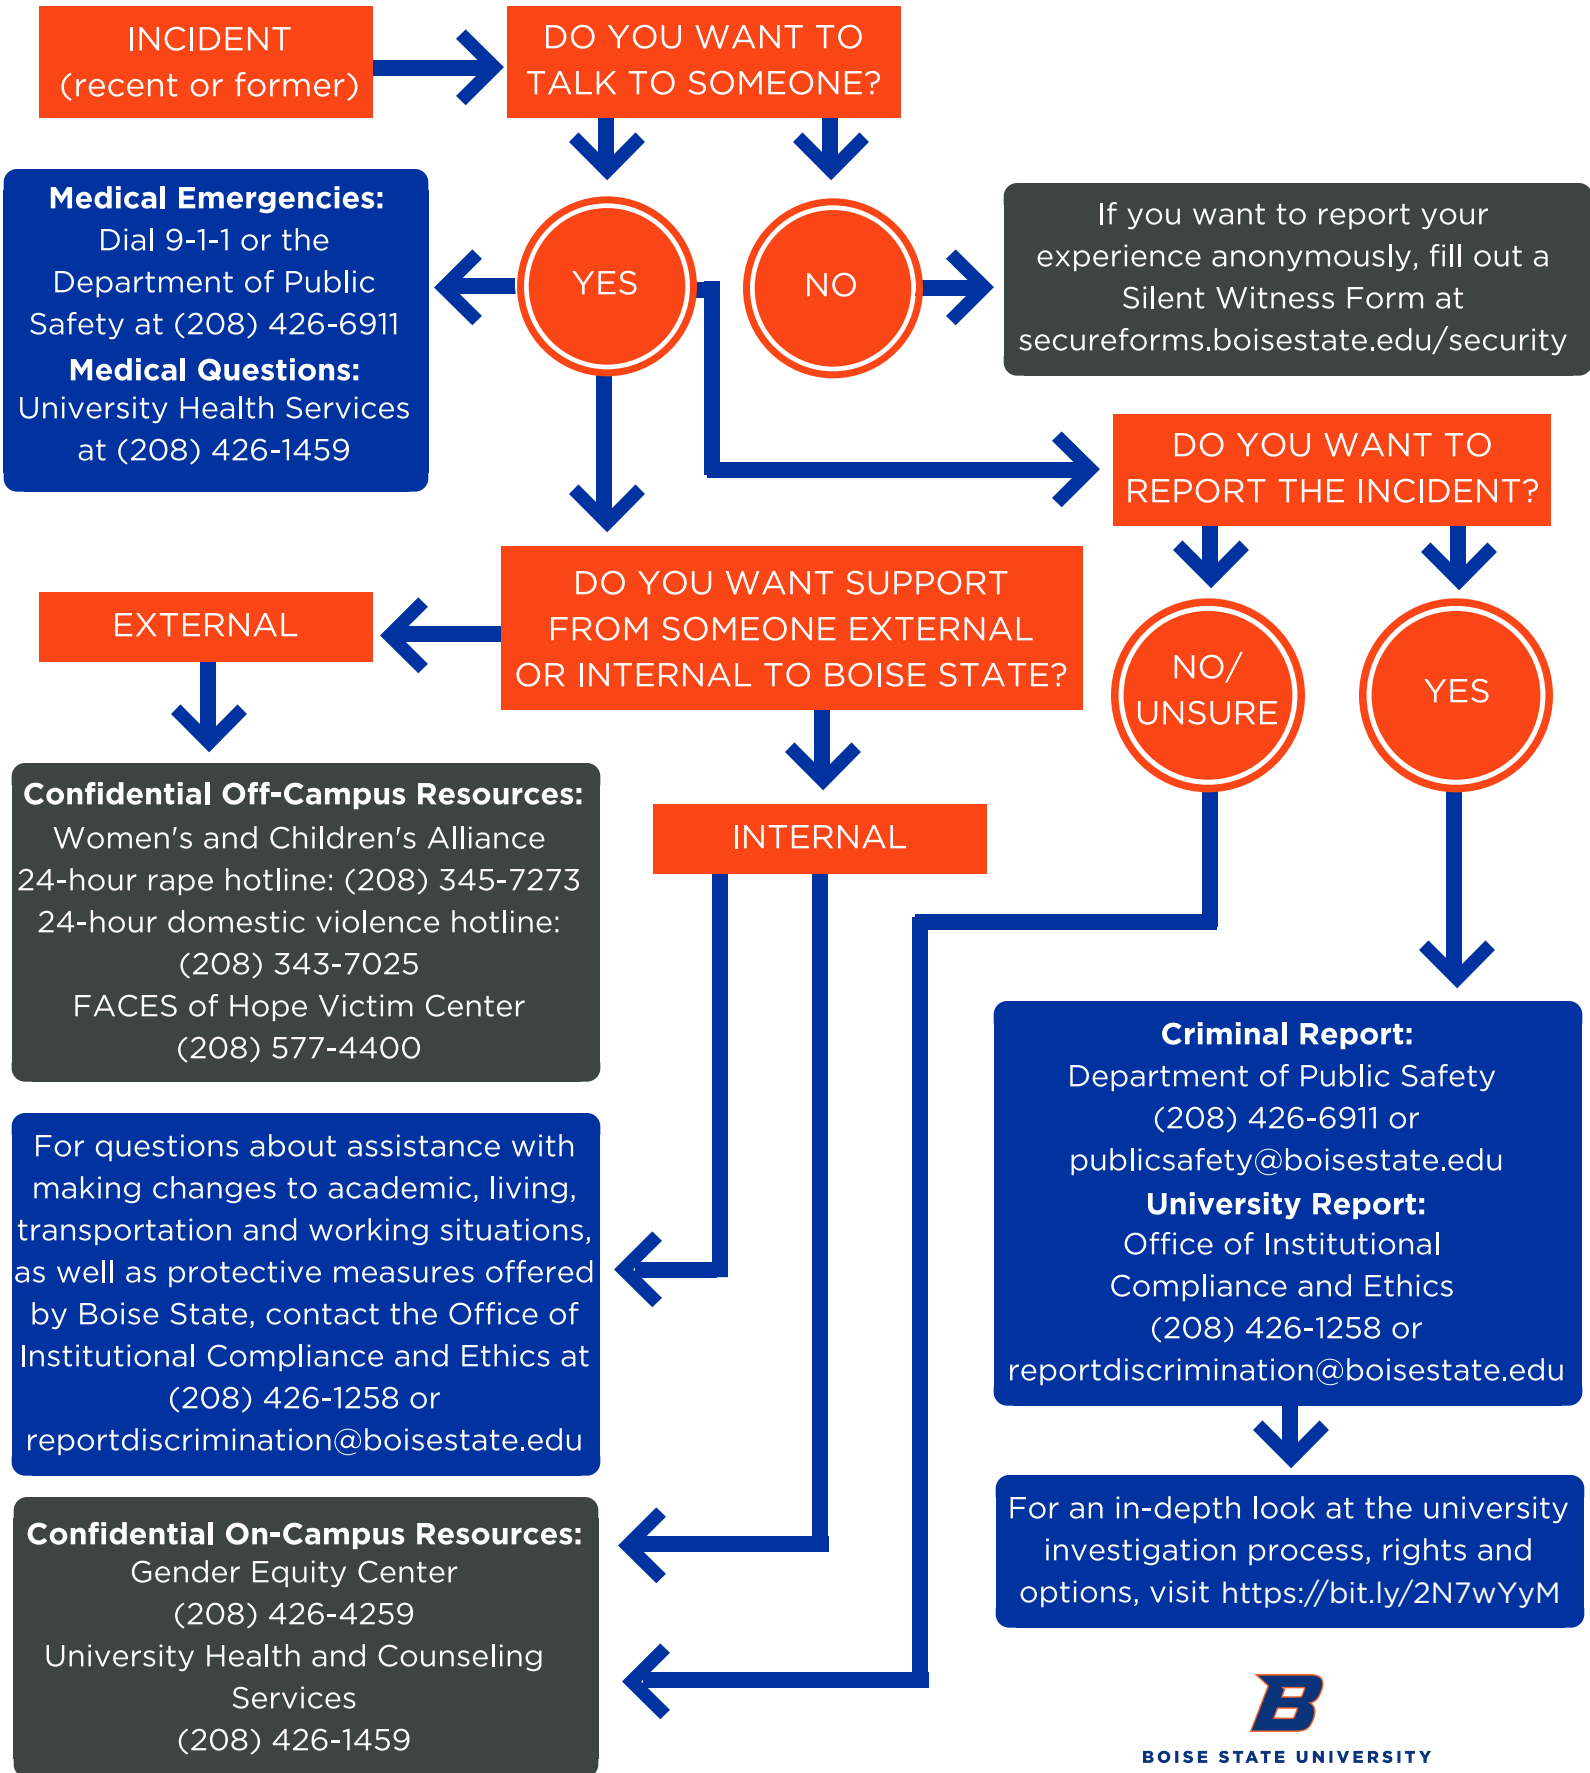 INCIDENT
(recent or former)
DO YOU WANT TO
TALK TO SOMEONE?
Medical Emergencies:
Dial 9-1-1 or the
Department of Public
Safety at (208) 426-6911
Medical Questions:
University Health Services
at (208) 426-1459
YES
NO
If you want to report your
experience anonymously, fill out a
Silent Witness Form at
secureforms.boisestate.edu/security
DO YOU WANT TO
REPORT THE INCIDENT?
DO YOU WANT SUPPORT
FROM SOMEONE EXTERNAL
OR INTERNAL TO BOISE STATE?
EXTERNAL
NO/
UNSURE
YES
Confidential Off-Campus Resources:
Women's and Children's Alliance
24-hour rape hotline: (208) 345-7273
24-hour domestic violence hotline:
(208) 343-7025
FACES of Hope Victim Center
(208) 577-4400
INTERNAL
Criminal Report:
Department of Public Safety
(208) 426-6911 or
publicsafety@boisestate.edu
University Report:
Office of Institutional
Compliance and Ethics
(208) 426-1258 or
reportdiscrimination@boisestate.edu
For questions about assistance with
making changes to academic, living,
transportation and working situations,
as well as protective measures offered
by Boise State, contact the Office of
Institutional Compliance and Ethics at
(208) 426-1258 or
reportdiscrimination@boisestate.edu
For an in-depth look at the university
investigation process, rights and
options, visit https://bit.ly/2N7wYyM
Confidential On-Campus Resources:
Gender Equity Center
(208) 426-4259
University Health and Counseling
Services
(208) 426-1459
B
BOISE STATE UNIVERSITY